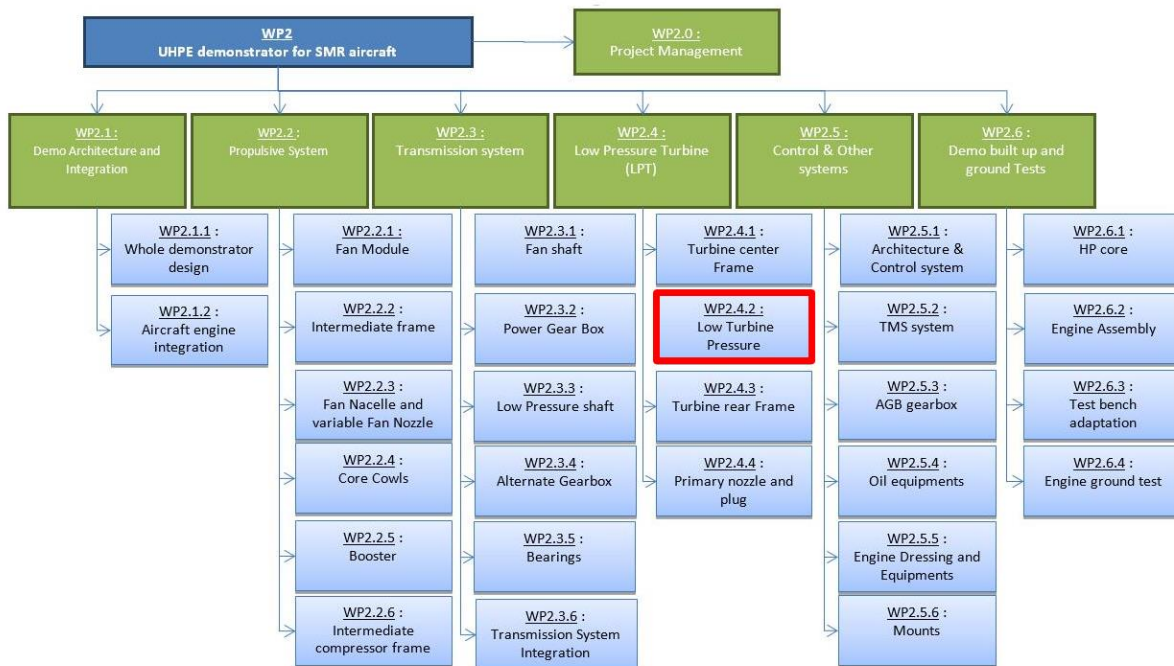 WP2
UHPE demonstrator for SMR aircraft
WP2.0 :
Project Management
WP2.1 :
Demo Architecture and
Integration
WP2.2 :
Propulsive System
WP2.3 :
Transmission system
WP2.4 :
Low Pressure Turbine
(LPT)
WP2.5 :
Control & Other
systems
WP2.6 :
Demo built up and
ground Tests
WP2.1.1 :
Whole demonstrator
design
WP2.1.2 :
Aircraft engine
integration
WP2.2.1 :
Fan Module
WP2.2.2 :
Intermediate frame
WP2.2.3 :
Fan Nacelle and
variable Fan Nozzle
WP2.2.4 :
Core Cowls
WP2.2.5 :
Booster
WP2.2.6 :
Intermediate
compressor frame
WP2.3.1 :
Fan shaft
WP2.3.2 :
Power Gear Box
WP2.3.3 :
Low Pressure shaft
WP2.3.4 :
Alternate Gearbox
WP2.3.5 :
Bearings
WP2.3.6 :
Transmission System
Integration
WP2.4.1 :
Turbine center
Frame
WP2.4.2 :
Low Turbine
Pressure
WP2.4.3 :
Turbine rear Frame
WP2.4.4 :
Primary nozzle and
plug
WP2.5.1 :
Architecture &
Control system
WP2.5.2 :
TMS system
WP2.5.3 :
AGB gearbox
WP2.5.4 :
Oil equipments
WP2.5.5 :
Engine Dressing and
Equipments
WP2.5.6 :
Mounts
WP2.6.1 :
HP core
WP2.6.2 :
Engine Assembly
WP2.6.3 :
Test bench
adaptation
WP2.6.4 :
Engine ground test